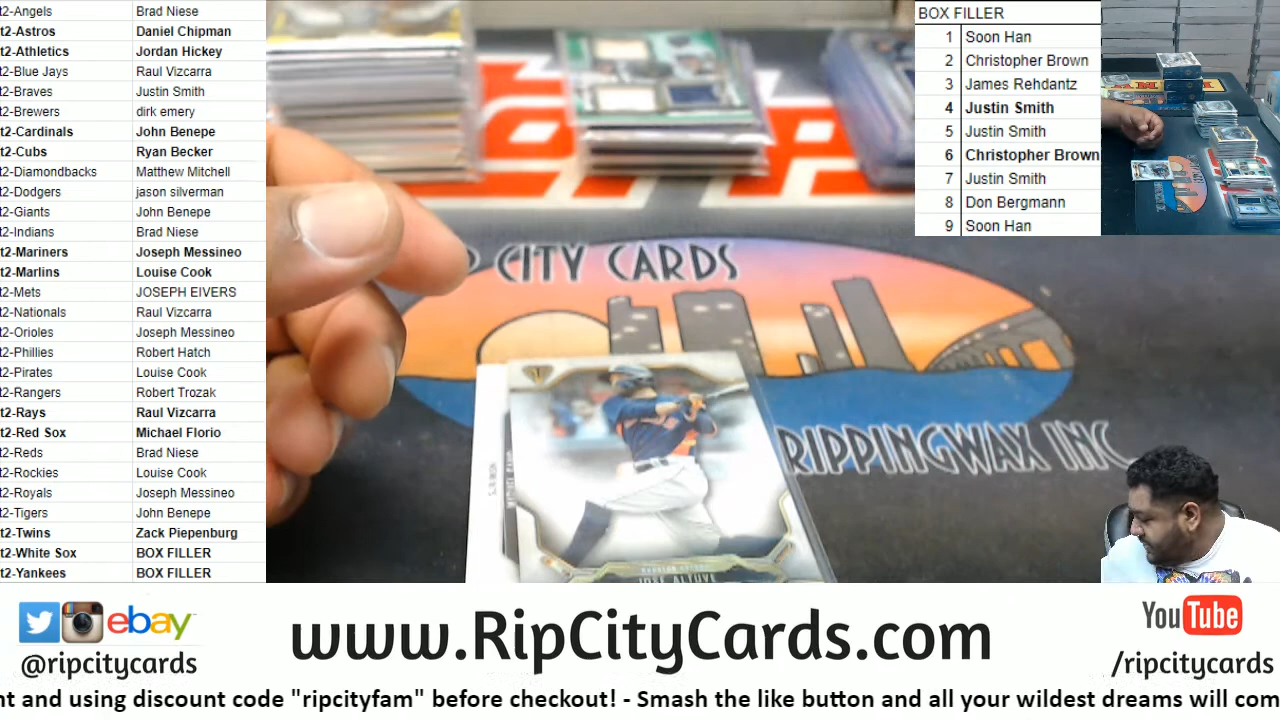 t2-Angels Brad Niese
t2-Astros Daniel Chipman
t2-Athletics Jordan Hickey
t2-Blue Jays Raul Vizcarra
t2-Braves Justin Smith
t2-Brewers dirk emery
t2-Cardinals John Benepe
t2-Cubs Ryan Becker
t2-Diamondbacks Matthew Mitchell
t2-Dodgers jason silverman
t2-Giants John Benepe
t2-Indians Brad Niese
t2-Mariners Joseph Messineo
t2-Marlins Louise Cook
t2-Mets JOSEPH EIVERS
t2-Nationals Raul Vizcarra
t2-Orioles Joseph Messineo
t2-Phillies Robert Hatch
t2-Pirates Louise Cook
t2-Rangers Robert Trozak
t2-Rays Raul Vizcarra
t2-Red Sox Michael Florio
t2-Reds Brad Niese
t2-Rockies Louise Cook
t2-Royals Joseph Messineo
t2-Tigers John Benepe
t2-Twins Zack Piepenburg
t2-White Sox BOX FILLER
t2-Yankees BOX FILLER
BOX FILLER
1 Soon Han
2 Christopher Brown
3 James Rehdantz
4 Justin Smith
5 Justin Smith
6 Christopher Brown
7 Justin Smith
8 Don Bergmann
9 Soon Han
P CITY CARDS
RIPPINGWAX INC
JOSE ALTUVE
ebay
@ripcitycards
www.RipCityCards.com
YouTube
/ripcitycards
nt and using discount code "ripcityfam" before checkout! - Smash the like button and all your wildest dreams will com